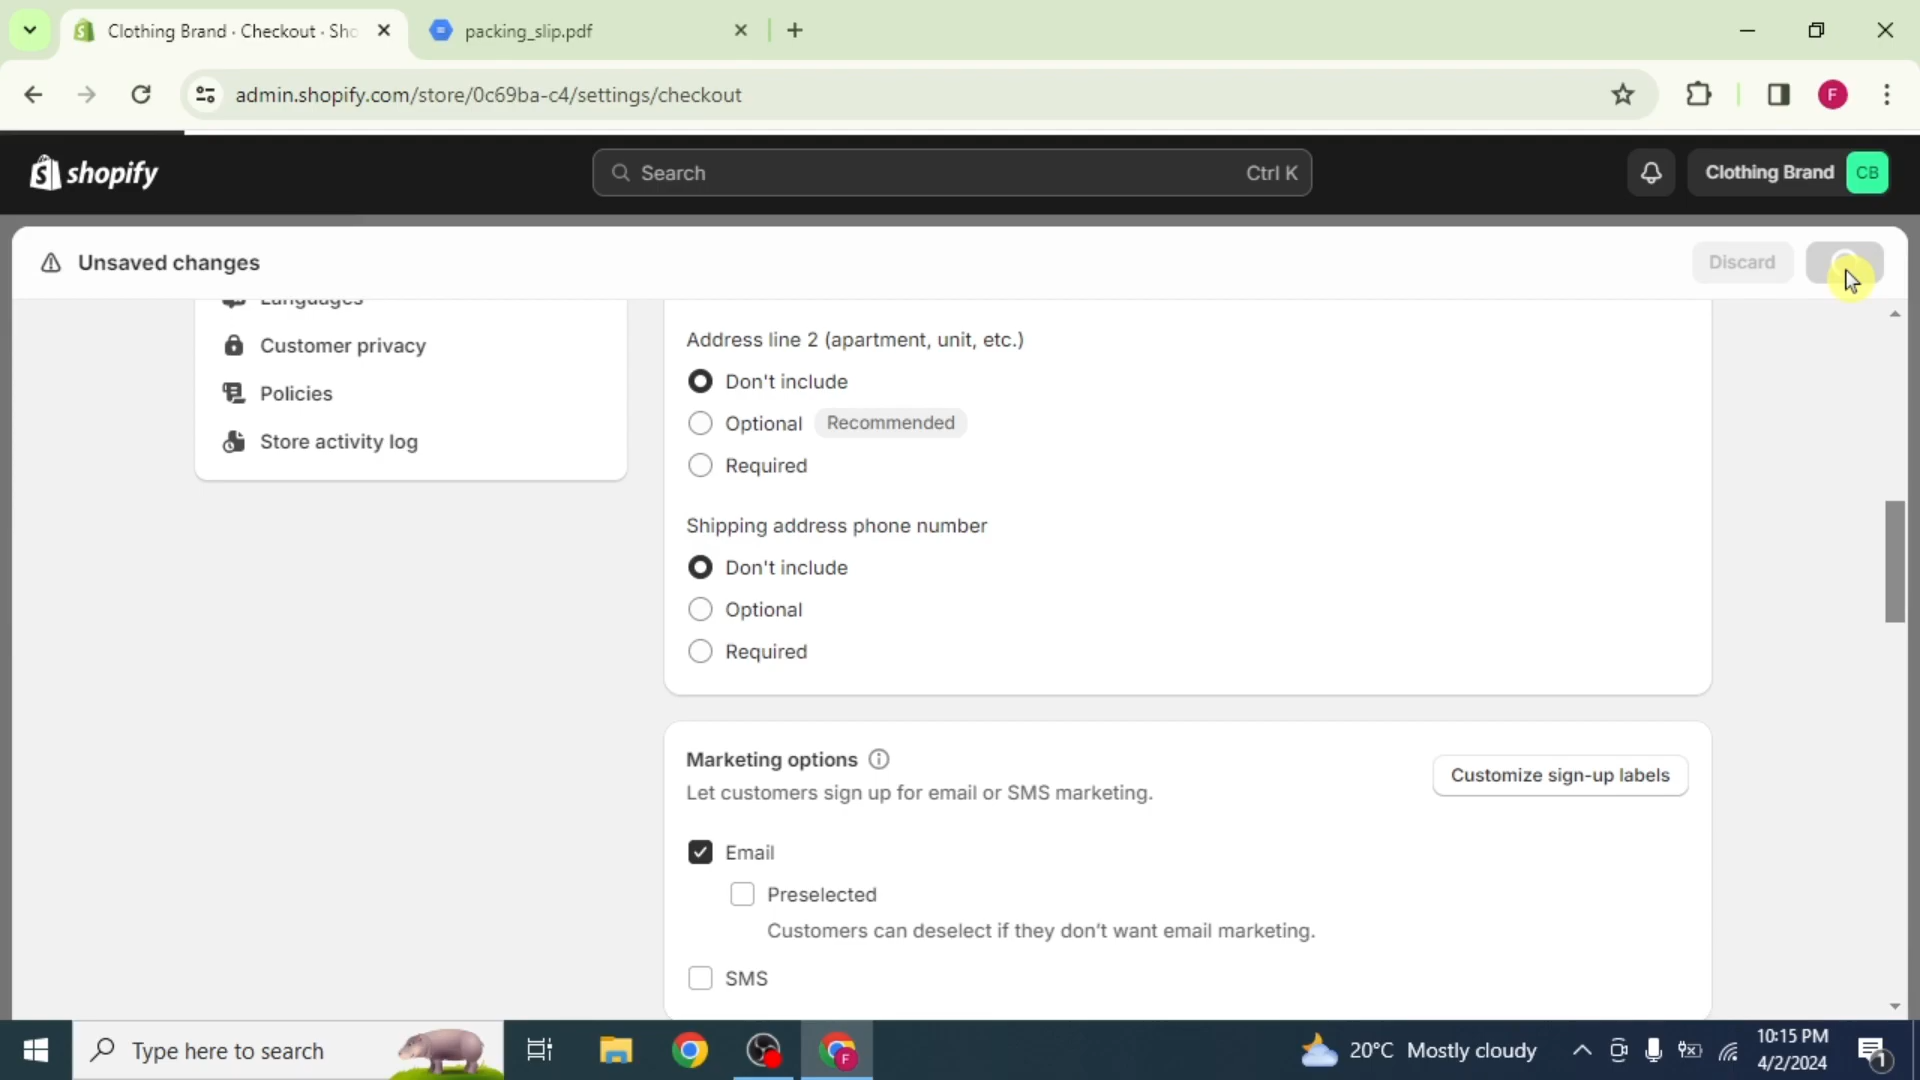 Clothing Brand · Checkout · Sho
packing_slip.pdf
admin.shopify.com/store/0c69ba-c4/settings/checkout
F
shopify
Search
Ctrl K
Clothing Brand
CB
Unsaved changes
Discard
Languages
Customer privacy
Policies
Store activity log
Address line 2 (apartment, unit, etc.)
Don't include
Optional
Recommended
Required
Shipping address phone number
Don't include
Optional
Required
Marketing options
Let customers sign up for email or SMS marketing.
Customize sign-up labels
Email
Preselected
Customers can deselect if they don't want email marketing.
SMS
Type here to search
F
20°C Mostly cloudy
10:15 PM
4/2/2024
1